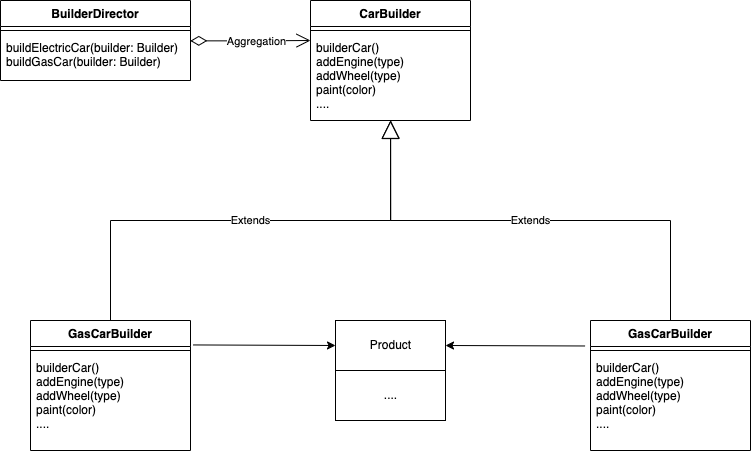 BuilderDirector
buildElectricCar(builder: Builder)
buildGasCar(builder: Builder)
Aggregation
CarBuilder
builderCar()
addEngine(type)
addWheel(type)
paint(color)
....
Extends
Extends
GasCarBuilder
builderCar()
addEngine(type)
addWheel(type)
paint(color)
....
Product
....
GasCarBuilder
builderCar()
addEngine(type)
addWheel(type)
paint(color)
....